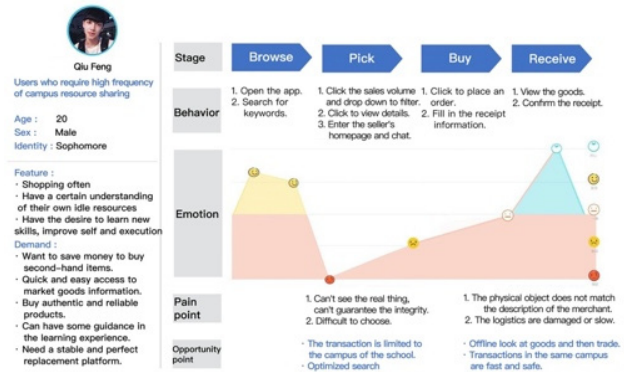 Qiu Feng
Users who require high frequency
of campus resource sharing
Age : 20
Sex : Male
Identity : Sophomore
Feature :
· Shopping often
· Have a certain understanding
of their own idle resources
· Have the desire to learn new
skills, improve self and execution
Demand :
· Want to save money to buy
second-hand items.
· Quick and easy access to
market goods information.
· Buy authentic and reliable
products.
· Can have some guidance in
the learning experience.
· Need a stable and perfect
replacement platform.
Stage
Browse
Pick
Buy
Receive
Behavior
1. Open the app.
2. Search for
keywords.
1. Click the sales volume
and drop down to filter.
2. Click to view details.
3. Enter the seller's
homepage and chat.
1. Click to place an
order.
2. Fill in the receipt
information.
1. View the goods.
2. Confirm the receipt.
Emotion
Pain
point
1. Can't see the real thing,
can't guarantee the integrity.
2. Difficult to choose.
1. The physical object does not match
the description of the merchant.
2. The logistics are damaged or slow.
Opportunity
point
· The transaction is limited to
the campus of the school.
· Optimized search
· Offline look at goods and then trade.
· Transactions in the same campus
are fast and safe.